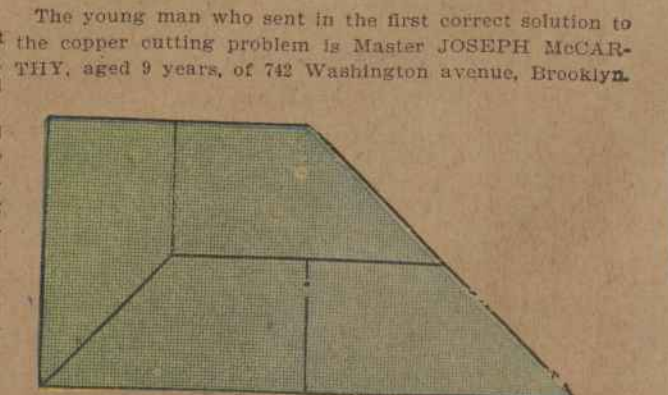 The young man who sent in the first correct solution to
the copper cutting problem is Master JOSEPH McCAR-
THY, aged 9 years, of 742 Washington avenue, Brooklyn.